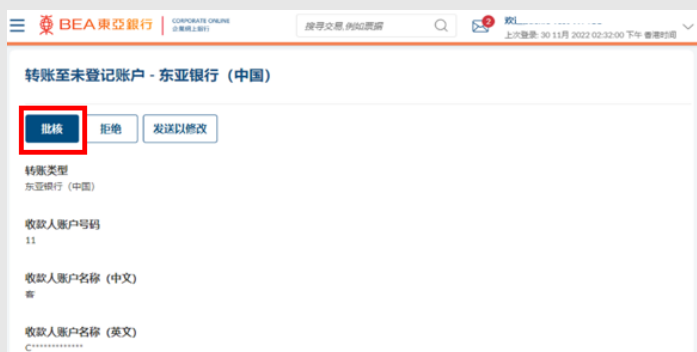 BEA東亞銀行
CORPORATE ONLINE
企業網上銀行
搜寻交易,例如票据
2
欢
上次登录: 30 11月 2022 02:32:00 下午 香港时间
转账至未登记账户 - 东亚银行（中国）
批核
拒绝
发送以修改
转账类型
东亚银行（中国）
收款人账户号码
11
收款人账户名称（中文）
客
收款人账户名称（英文）
C*************